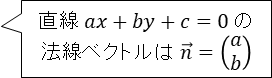 直線 ax + by + c = 0 の
法線ベクトルは n⃗ = (a b)